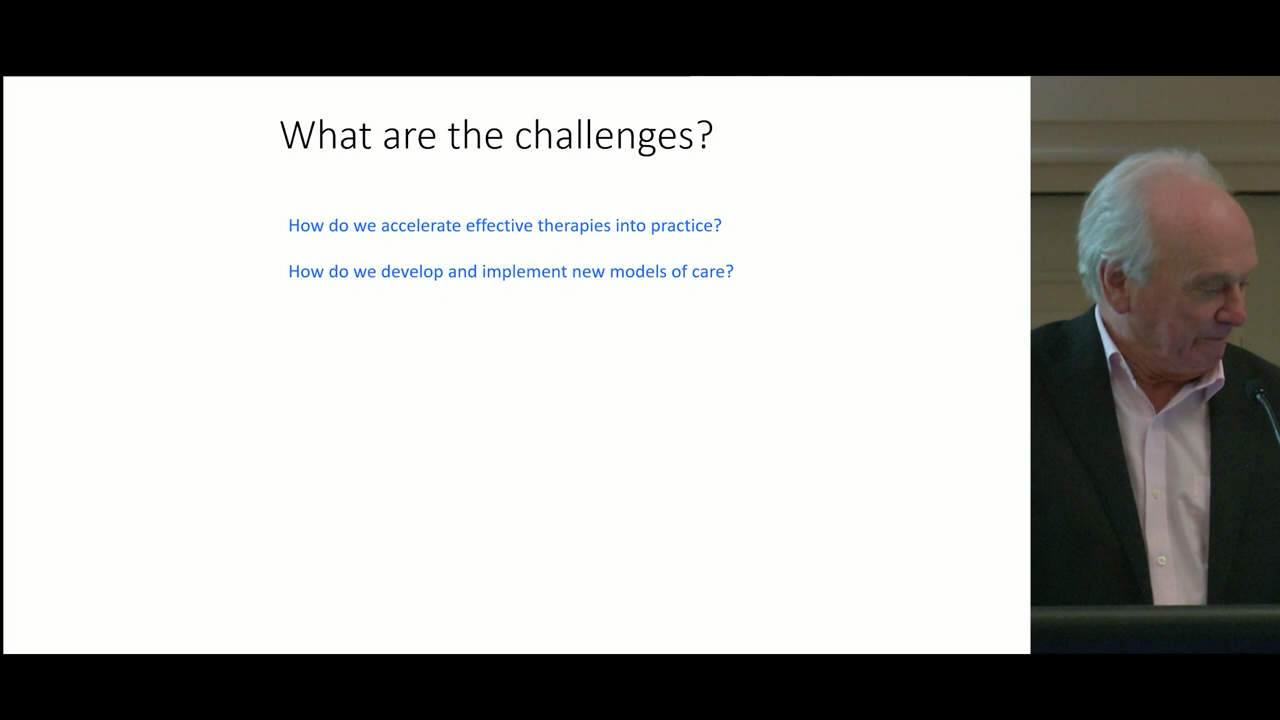 What are the challenges?
How do we accelerate effective therapies into practice?
How do we develop and implement new models of care?